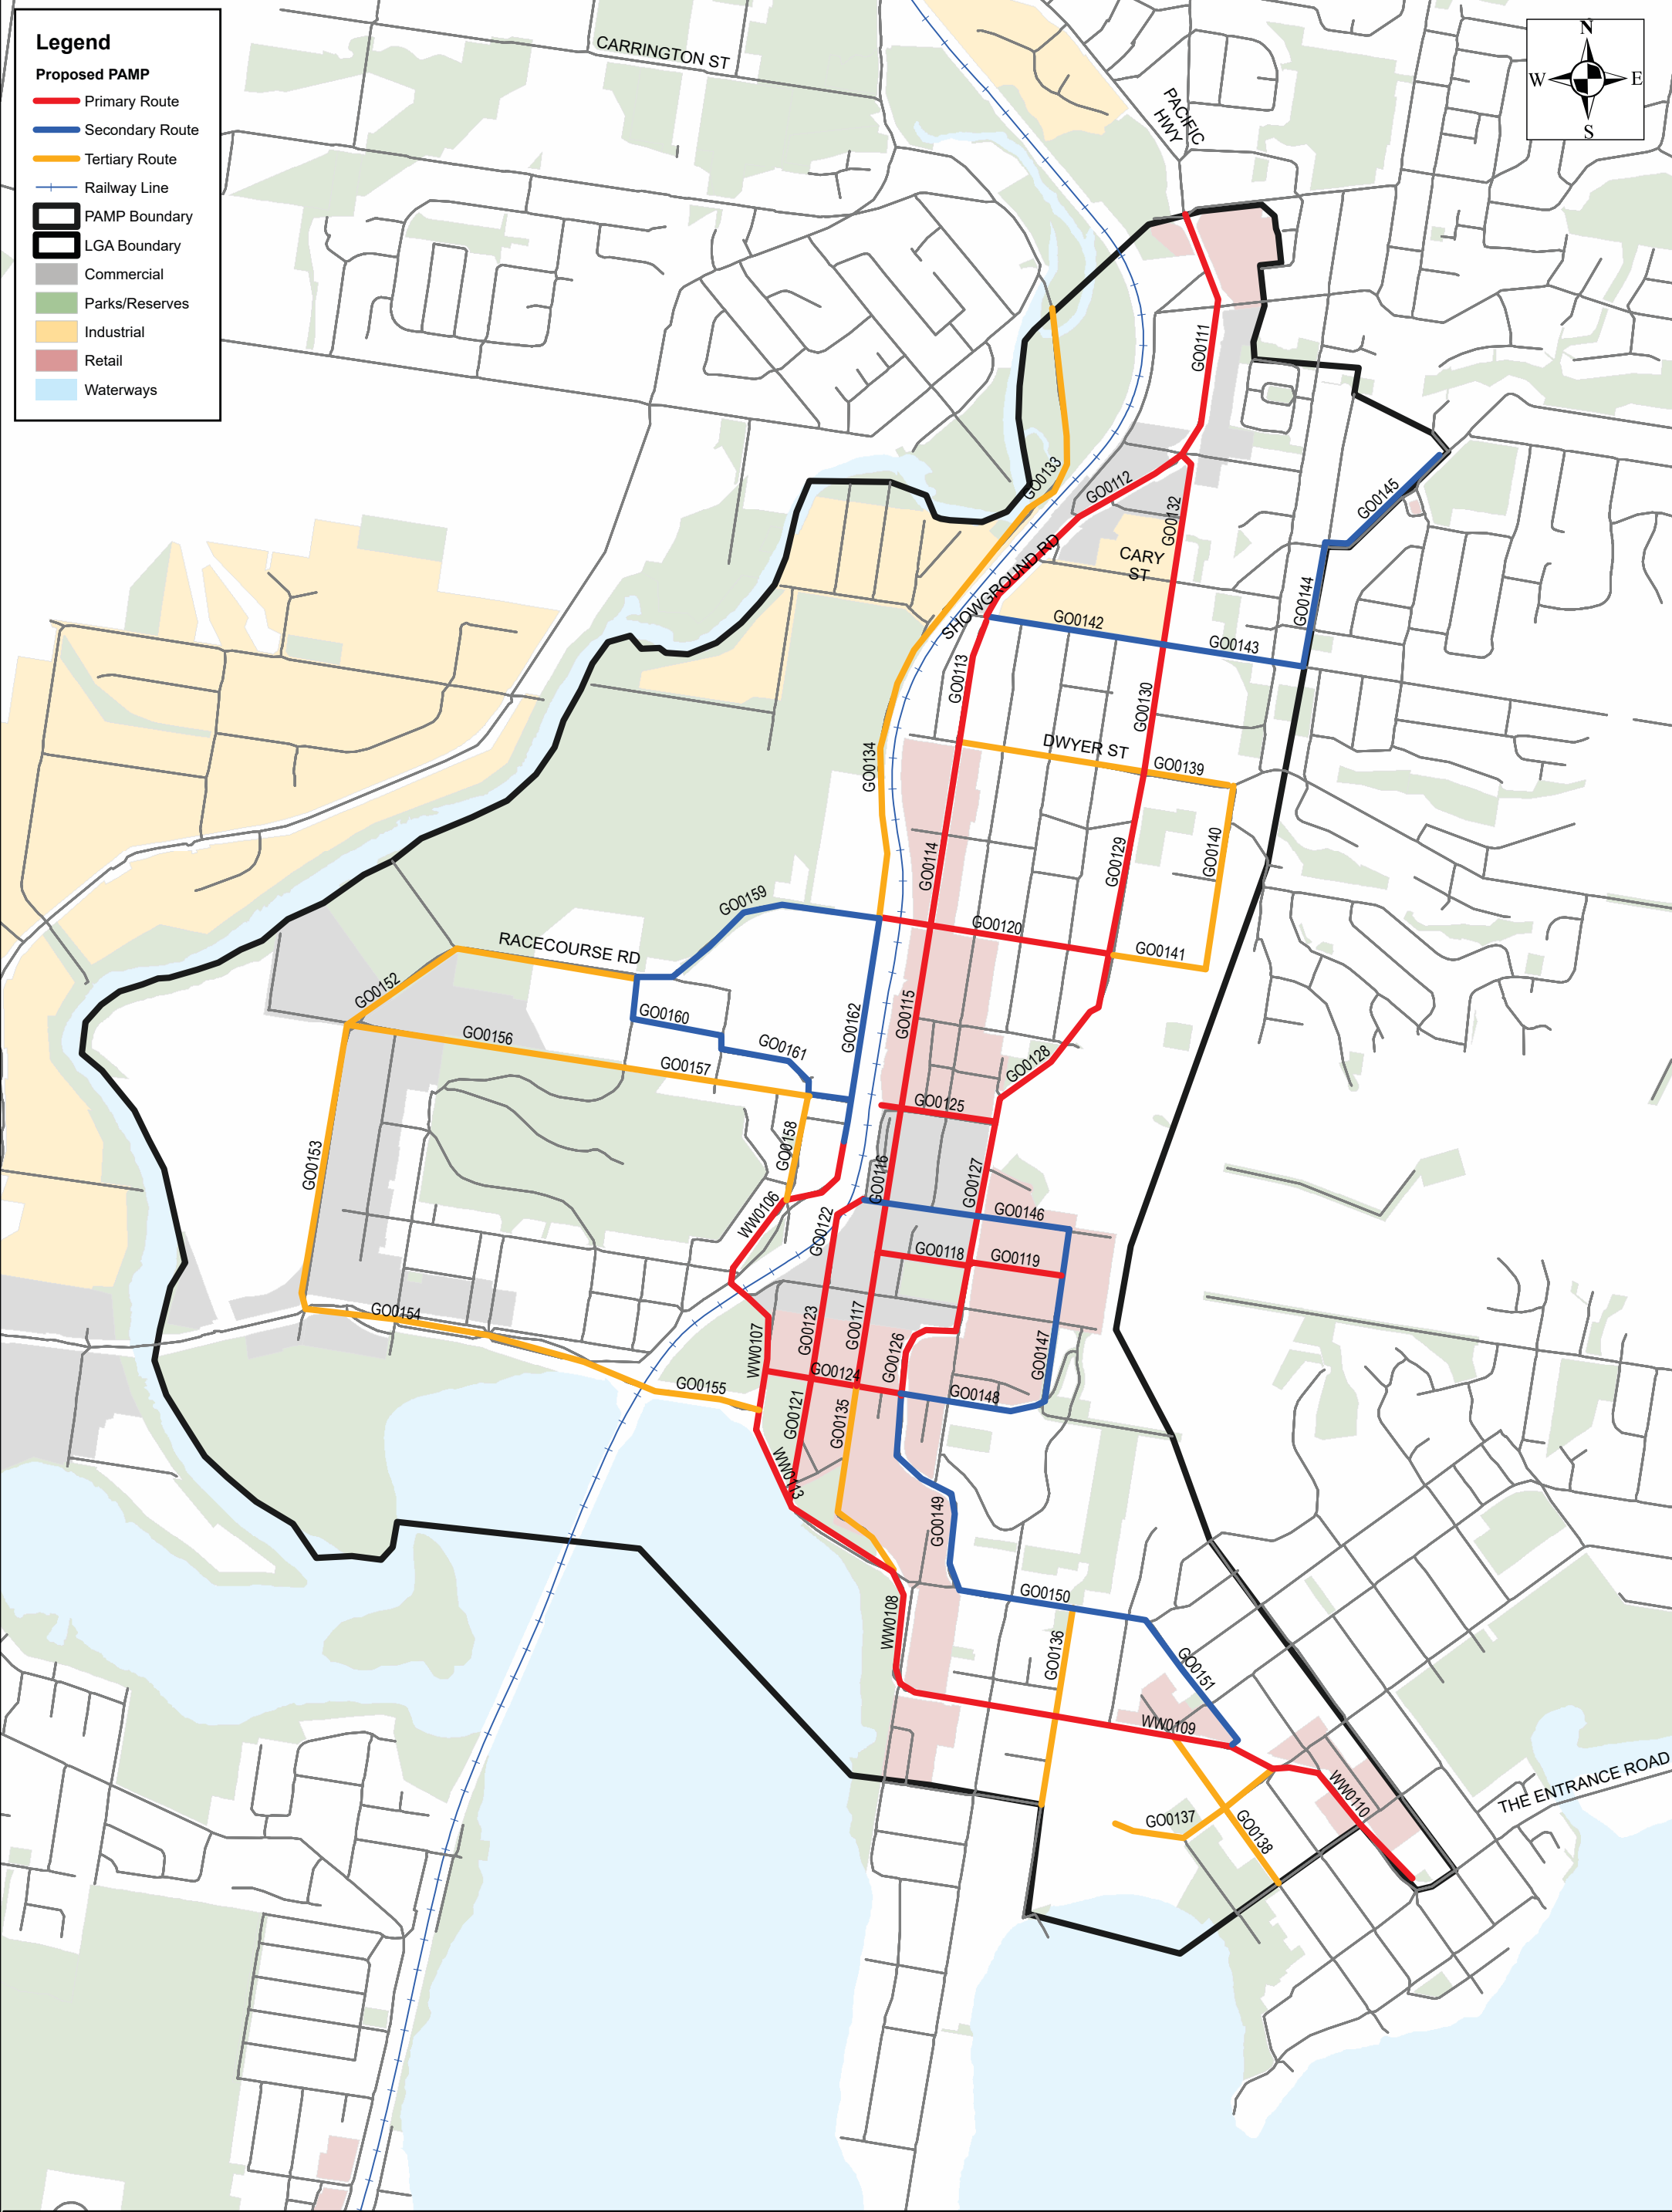 Legend
Proposed PAMP
Primary Route
Secondary Route
Tertiary Route
Railway Line
PAMP Boundary
LGA Boundary
Commercial
Parks/Reserves
Industrial
Retail
Waterways
N
W
E
S
CARRINGTON ST
PACIFIC
HWY
GO0111
GO0133
GO0112
GO0132
GO0145
SHOWGROUND RD
CARY
ST
GO0144
GO0142
GO0143
GO0113
GO0130
GO0134
DWYER ST
GO0139
GO0140
GO0114
GO0129
GO0159
GO0120
RACECOURSE RD
GO0141
GO0152
GO0160
GO0162
GO0115
GO0156
GO0161
GO0128
GO0157
GO0125
GO0153
GO0158
GO0116
GO0127
WW0106
GO0122
GO0146
GO0118
GO0119
GO0154
GO0123
GO0117
WW0107
GO0126
GO0147
GO0124
GO0155
GO0148
GO0121
GO0135
WW0113
GO0149
GO0150
WW0108
GO0136
GO0151
WW0109
THE ENTRANCE ROAD
WW0110
GO0137
GO0138